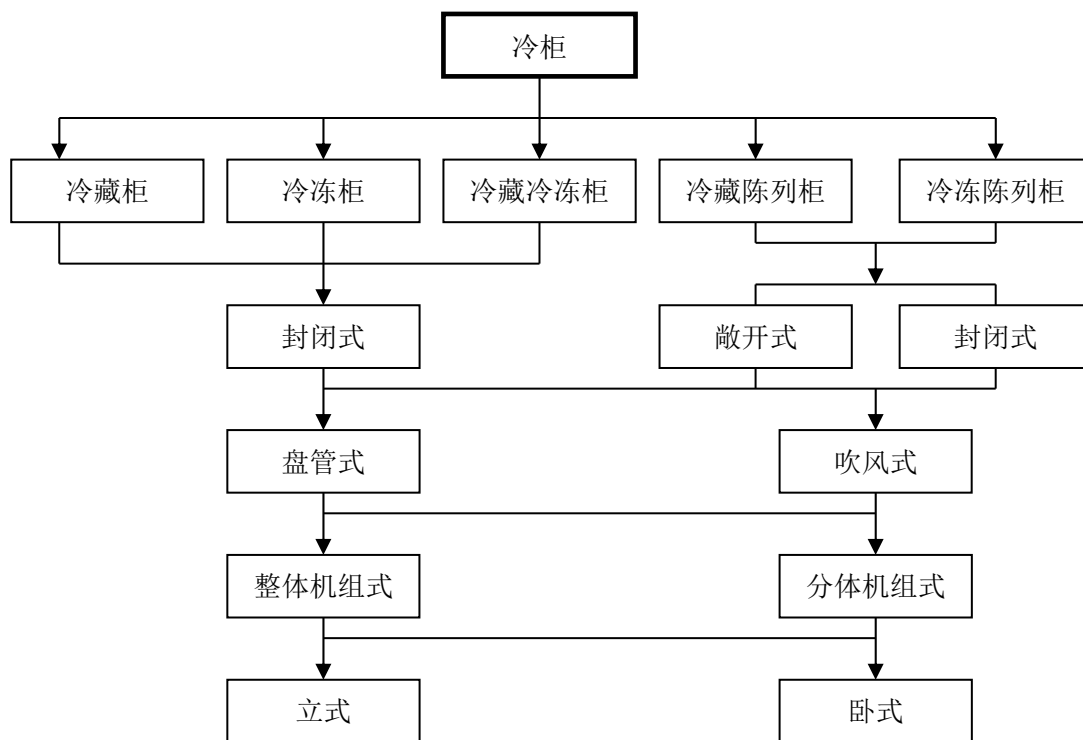 冷柜
冷藏柜
冷冻柜
冷藏冷冻柜
冷藏陈列柜
冷冻陈列柜
封闭式
敞开式
封闭式
盘管式
吹风式
整体机组式
分体机组式
立式
卧式